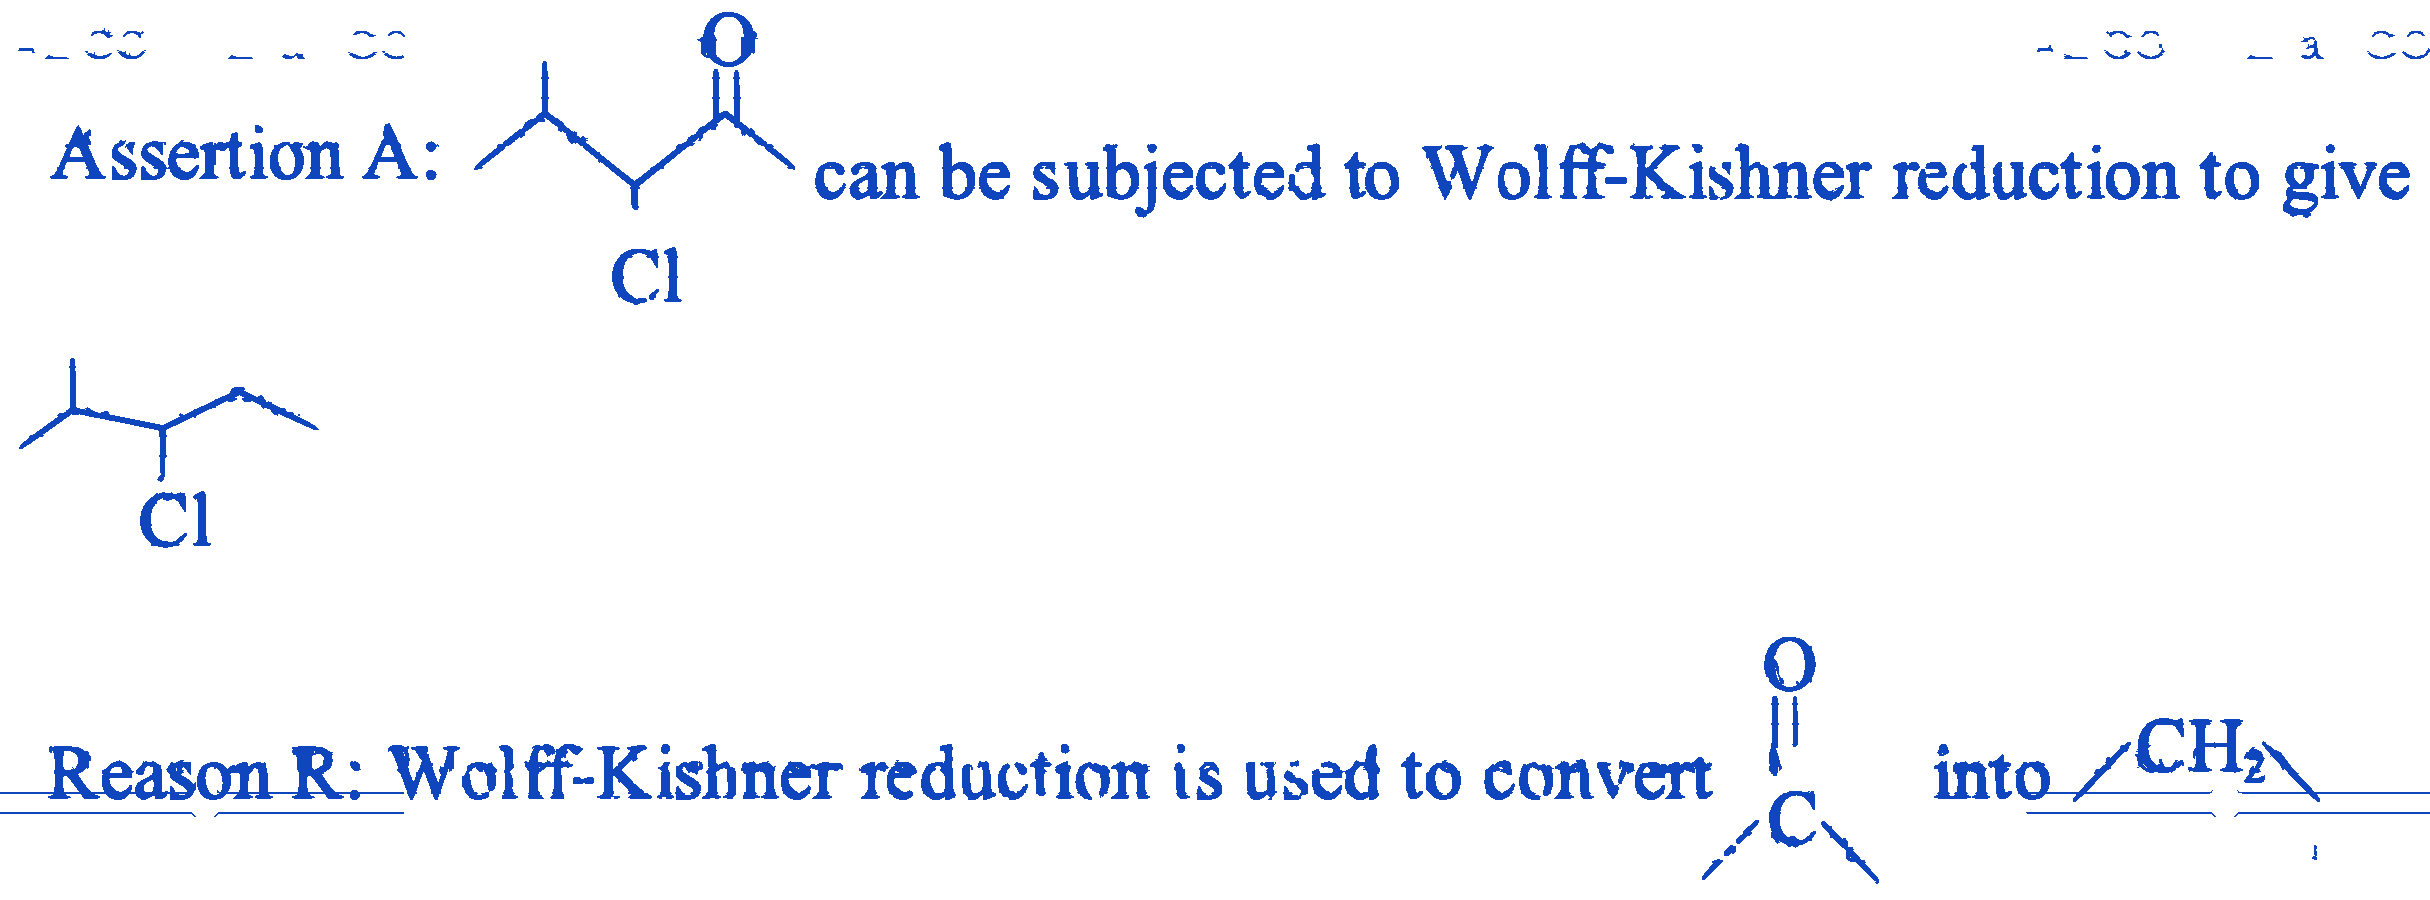 O
Assertion A: can be subjected to Wolff-Kishner reduction to give
Cl
Cl
O
Reason R: Wolff-Kishner reduction is used to convert C into CH₂